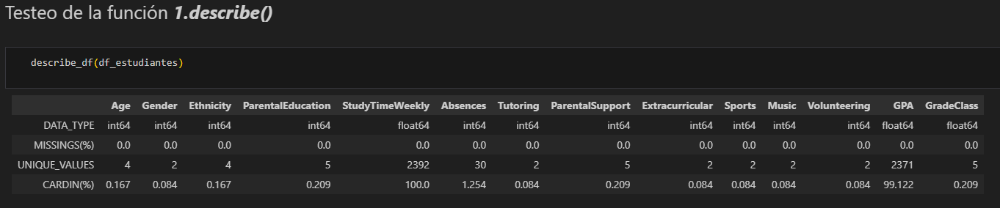 Testeo de la función 1.describe()
describe_df(df_estudiantes)
Age Gender Ethnicity ParentalEducation StudyTimeWeekly Absences Tutoring ParentalSupport Extracurricular Sports Music Volunteering GPA GradeClass
DATA_TYPE int64 int64 int64 int64 float64 int64 int64 int64 int64 int64 int64 int64 float64 float64
MISSINGS(%) 0.0 0.0 0.0 0.0 0.0 0.0 0.0 0.0 0.0 0.0 0.0 0.0 0.0 0.0
UNIQUE_VALUES 4 2 4 5 2392 30 2 5 2 2 2 2 2371 5
CARDIN(%) 0.167 0.084 0.167 0.209 100.0 1.254 0.084 0.209 0.084 0.084 0.084 0.084 99.122 0.209